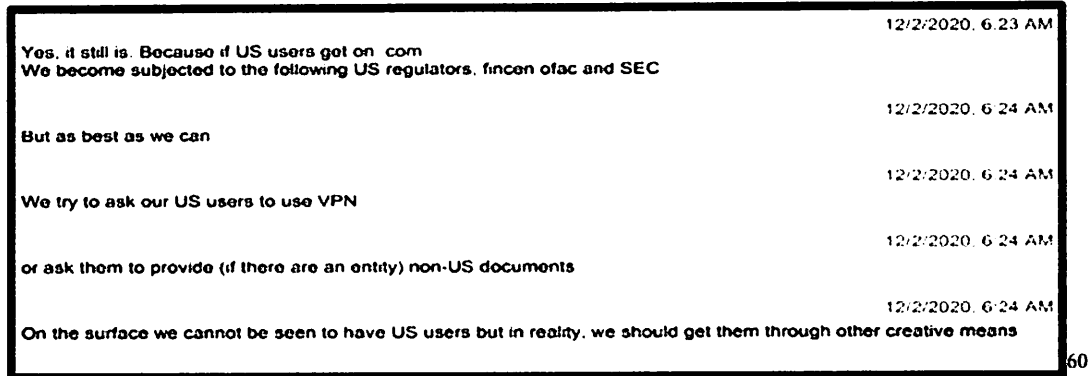 12/2/2020, 6:23 AM
Yes, it still is. Because if US users get on .com
We become subjected to the following US regulators, fincen ofac and SEC
12/2/2020, 6:24 AM
But as best as we can
12/2/2020, 6:24 AM
We try to ask our US users to use VPN
12/2/2020, 6:24 AM
or ask them to provide (if there are an entity) non-US documents
12/2/2020, 6:24 AM
On the surface we cannot be seen to have US users but in reality, we should get them through other creative means
60